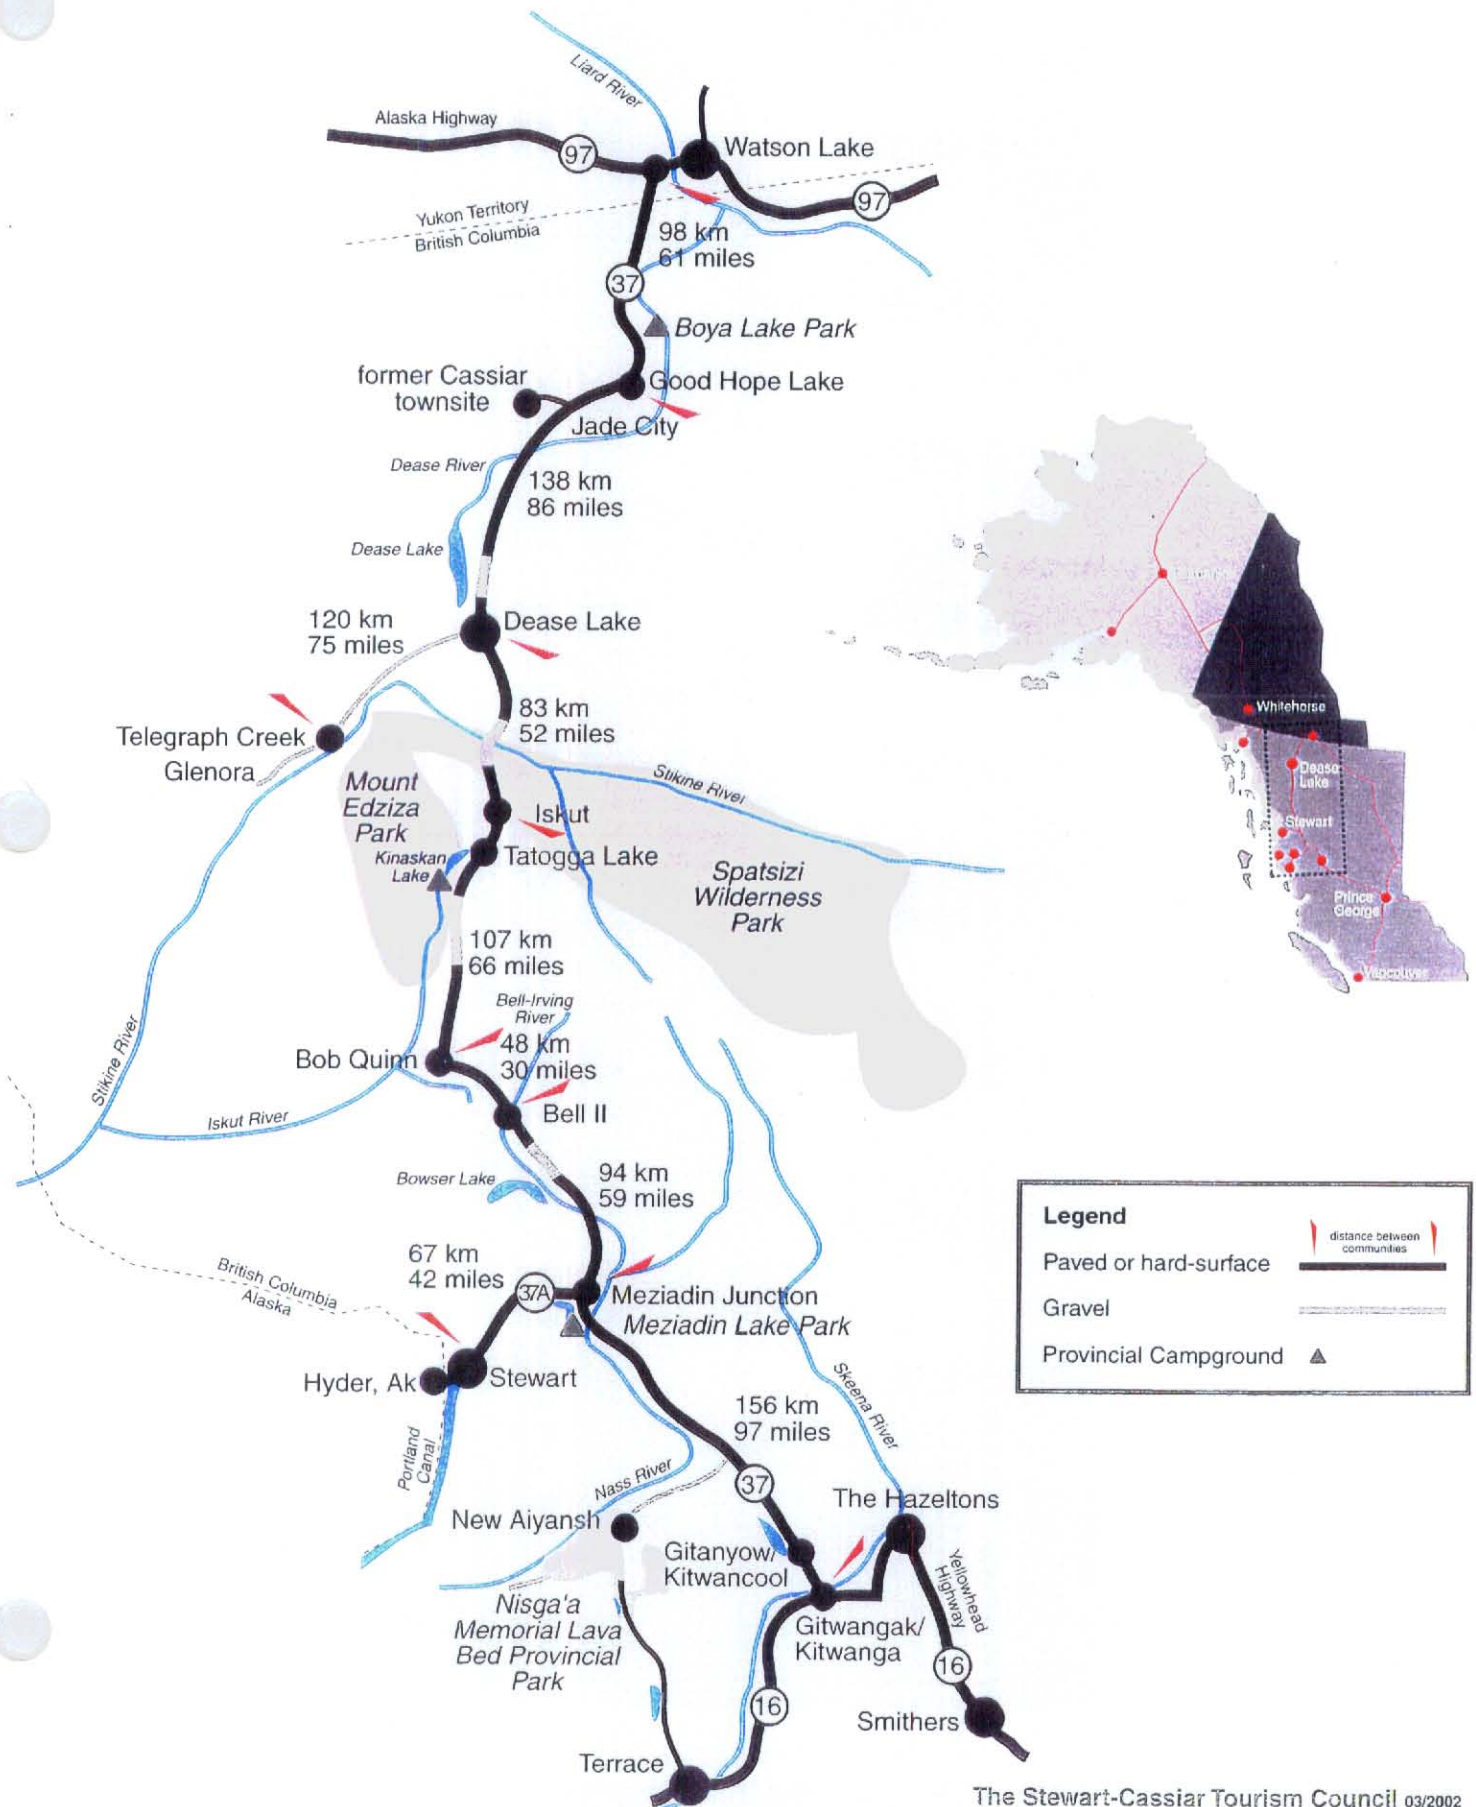 Liard River
Alaska Highway
97
Watson Lake
97
Yukon Territory
British Columbia
98 km
61 miles
37
Boya Lake Park
former Cassiar
townsite
Good Hope Lake
Jade City
Dease River
138 km
86 miles
Dease Lake
120 km
75 miles
Dease Lake
83 km
52 miles
Telegraph Creek
Glenora
Mount
Edziza
Park
Stikine River
Iskut
Kinaskan
Lake
Tatogga Lake
Spatsizi
Wilderness
Park
107 km
66 miles
Bell-Irving
River
Bob Quinn
48 km
30 miles
Stikine River
Iskut River
Bell II
Bowser Lake
94 km
59 miles
67 km
42 miles
British Columbia
Alaska
37A
Meziadin Junction
Meziadin Lake Park
Hyder, Ak
Stewart
Portland
Canal
156 km
97 miles
Skeena River
Nass River
37
The Hazeltons
New Aiyansh
Gitanyow/
Kitwancool
Yellowhead
Highway
Nisga'a
Memorial Lava
Bed Provincial
Park
Gitwangak/
Kitwanga
16
16
Smithers
Terrace
Whitehorse
Dease
Lake
Stewart
Prince
George
Vancouver
Legend
distance between
communities
Paved or hard-surface
Gravel
Provincial Campground
The Stewart-Cassiar Tourism Council 03/2002